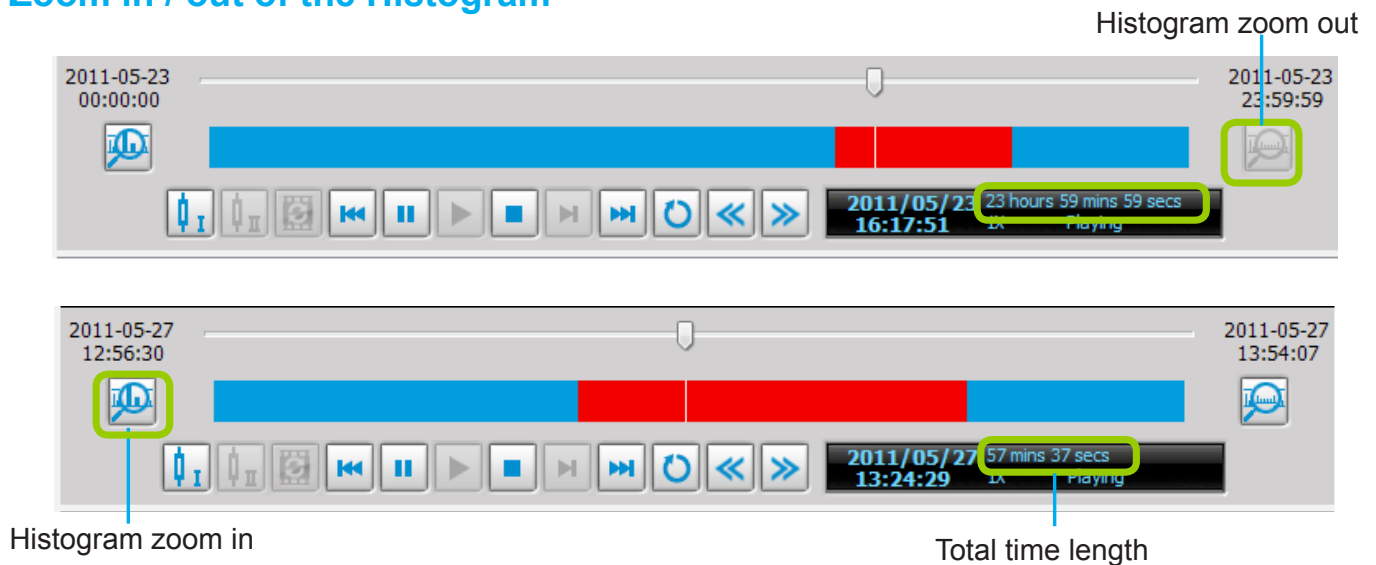 Zoom in / out of the Histogram
Histogram zoom out
2011-05-23
00:00:00
2011-05-23
23:59:59
I
II
2011/05/23
16:17:51
23 hours 59 mins 59 secs
1X Playing
2011-05-27
12:56:30
2011-05-27
13:54:07
I
II
2011/05/27
13:24:29
57 mins 37 secs
1X Playing
Histogram zoom in
Total time length